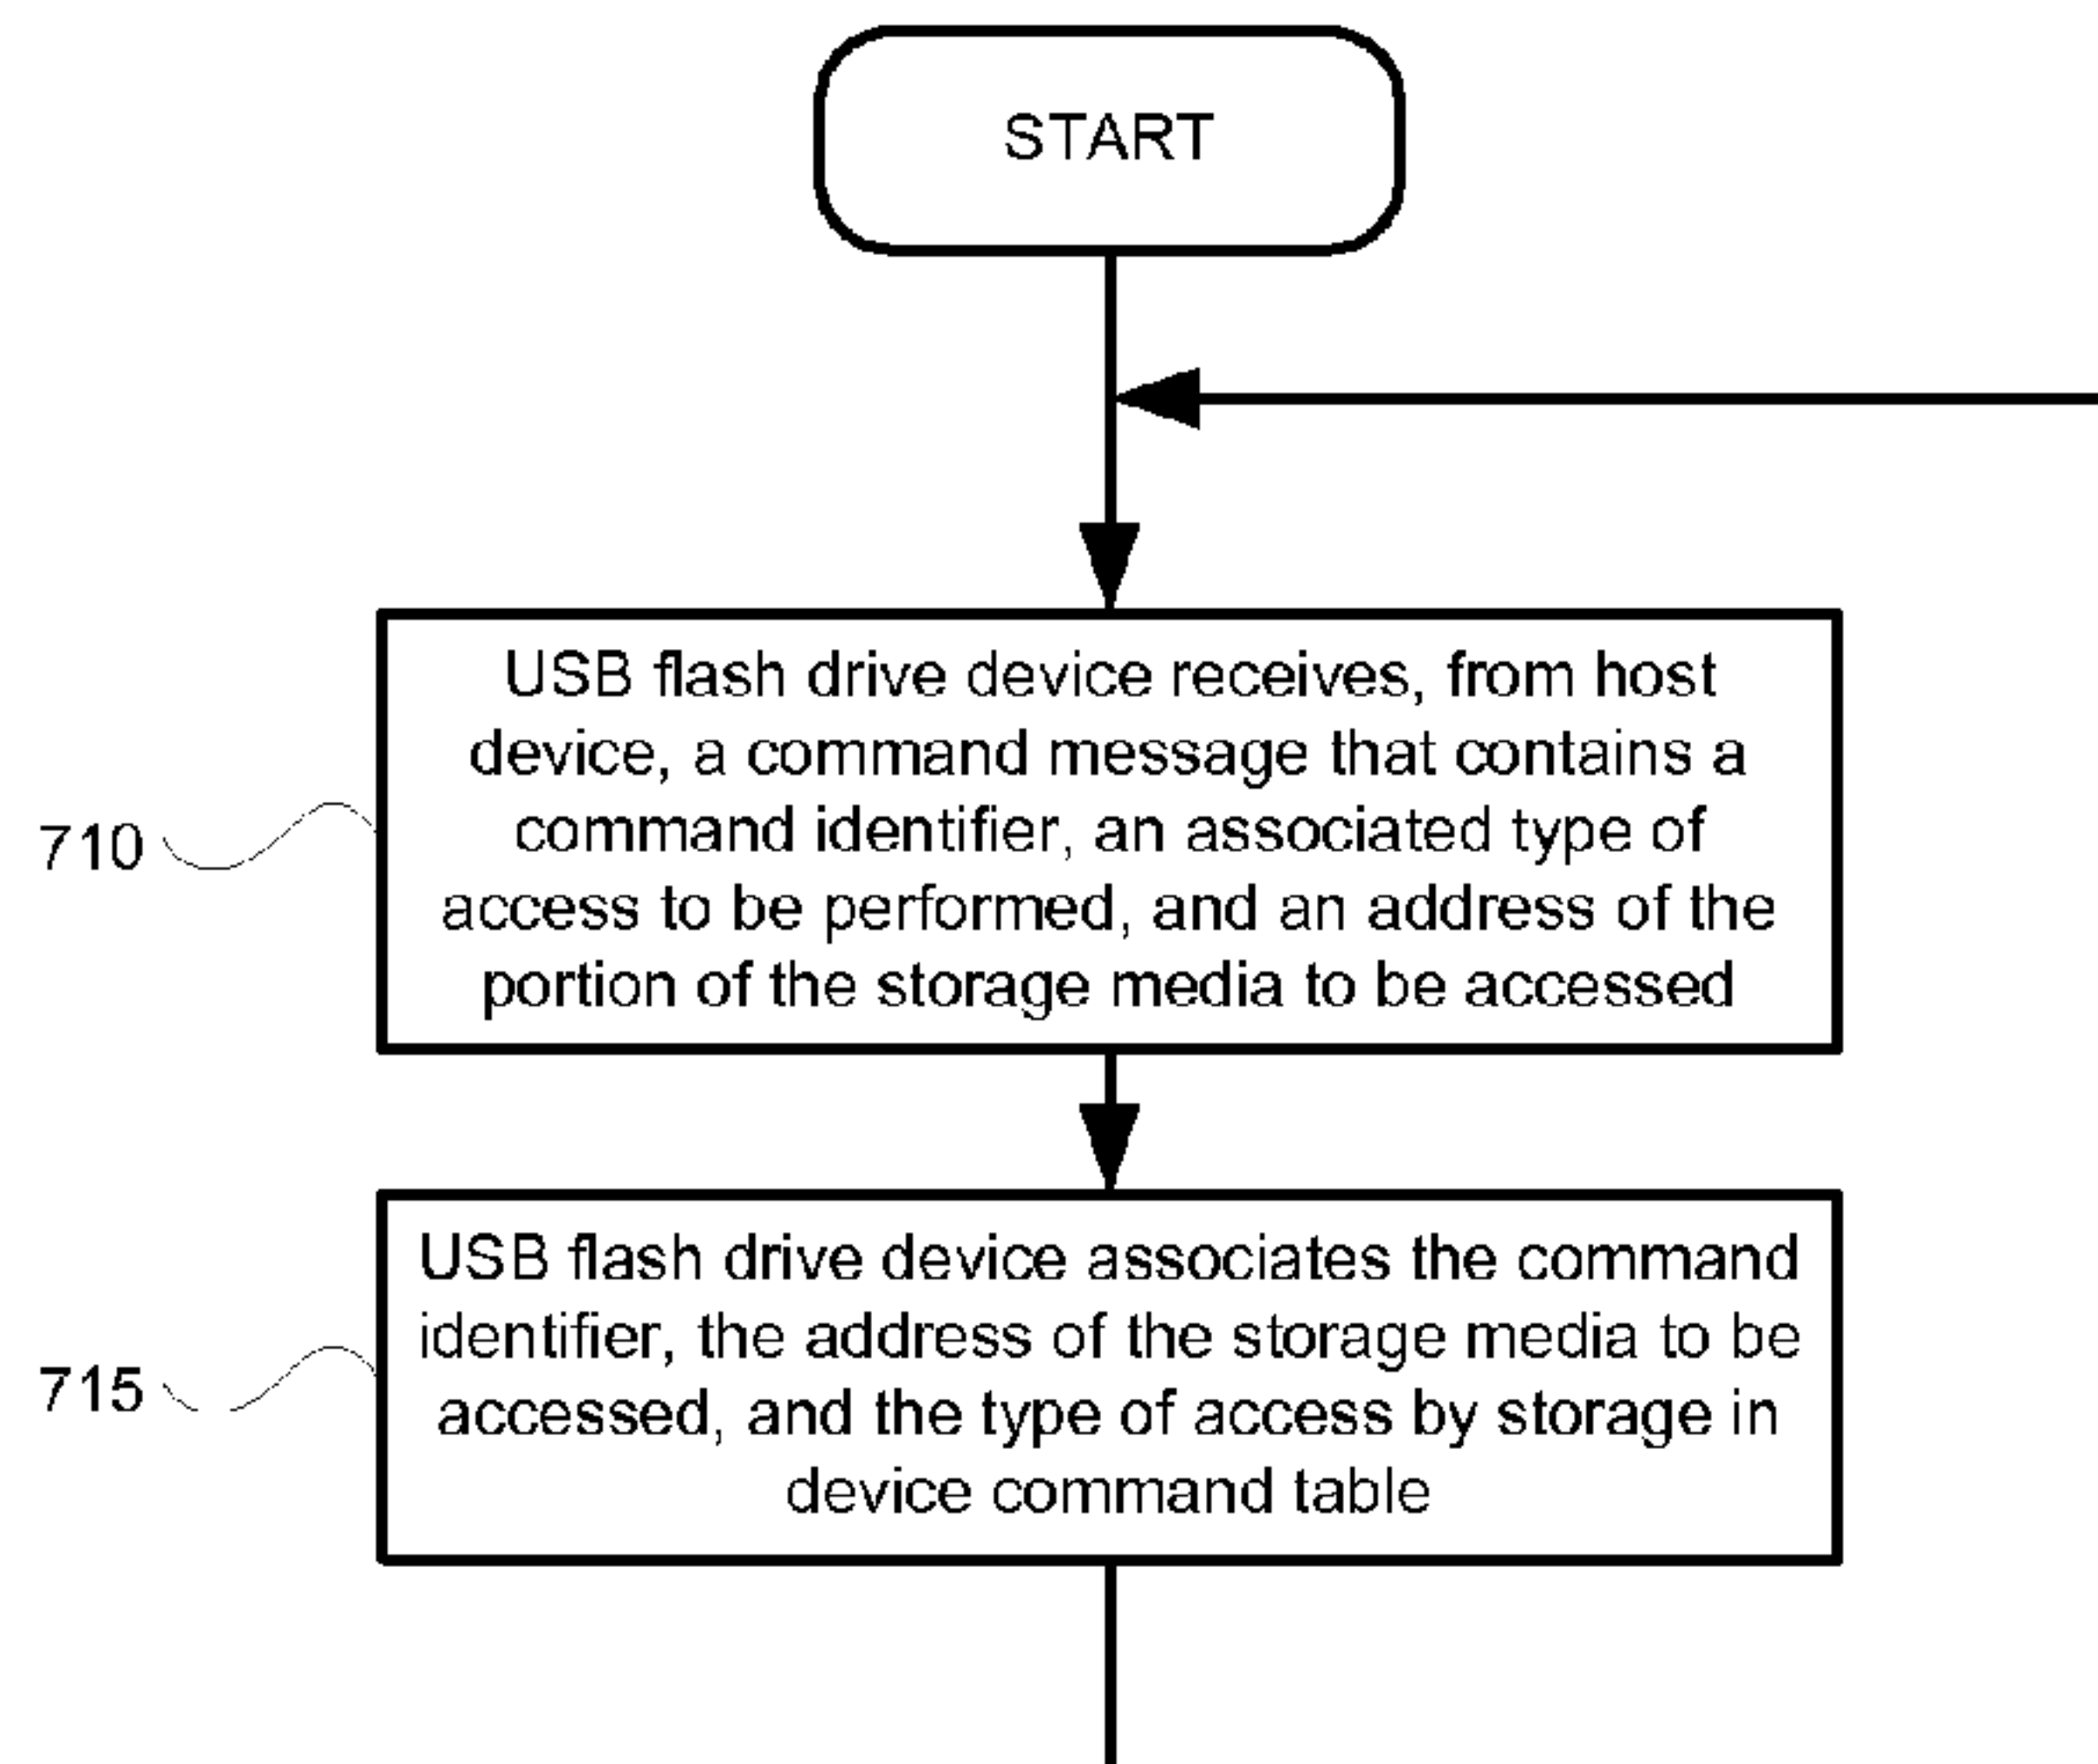 START
USB flash drive device receives, from host
device, a command message that contains a
command identifier, an associated type of
access to be performed, and an address of the
portion of the storage media to be accessed
710
USB flash drive device associates the command
identifier, the address of the storage media to be
accessed, and the type of access by storage in
device command table
715